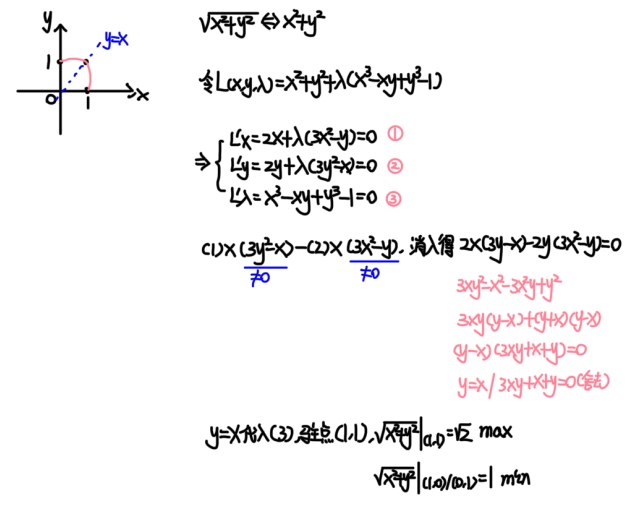 y
y=x
1
0
1
x
√x²+y² ⇔ x²+y²
令L(x,y,λ)=x²+y²+λ(x³-xy+y³-1)
⇒ { L'x=2x+λ(3x²-y)=0 ①
L'y=2y+λ(3y²-x)=0 ②
L'λ=x³-xy+y³-1=0 ③
(1)×(3y²-x)-(2)×(3x²-y), 消入得 2x(3y-x)-2y(3x²-y)=0
≠0 ≠0
3xy²-x²-3x²y+y²
3xy(y-x)+(y+x)(y-x)
(y-x)(3xy+x+y)=0
y=x/3xy+x+y=0(舍去)
y=x代入(3),驻点(1,1),√x²+y²|(1,1)=√2 max
√x²+y²|(1,0)/(0,1)=1 min